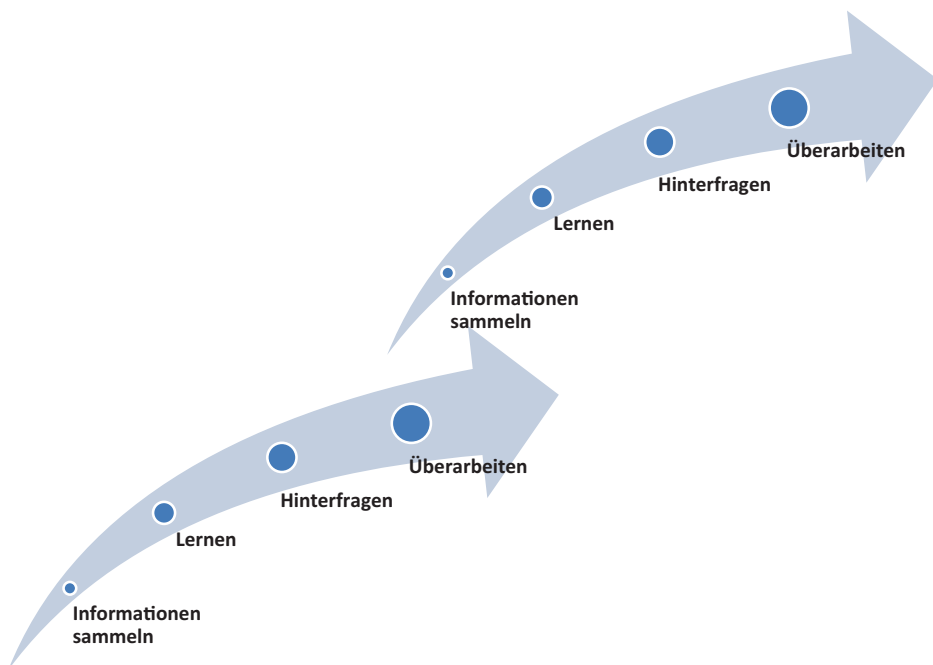 Überarbeiten
Hinterfragen
Lernen
Informationen
sammeln
Überarbeiten
Hinterfragen
Lernen
Informationen
sammeln